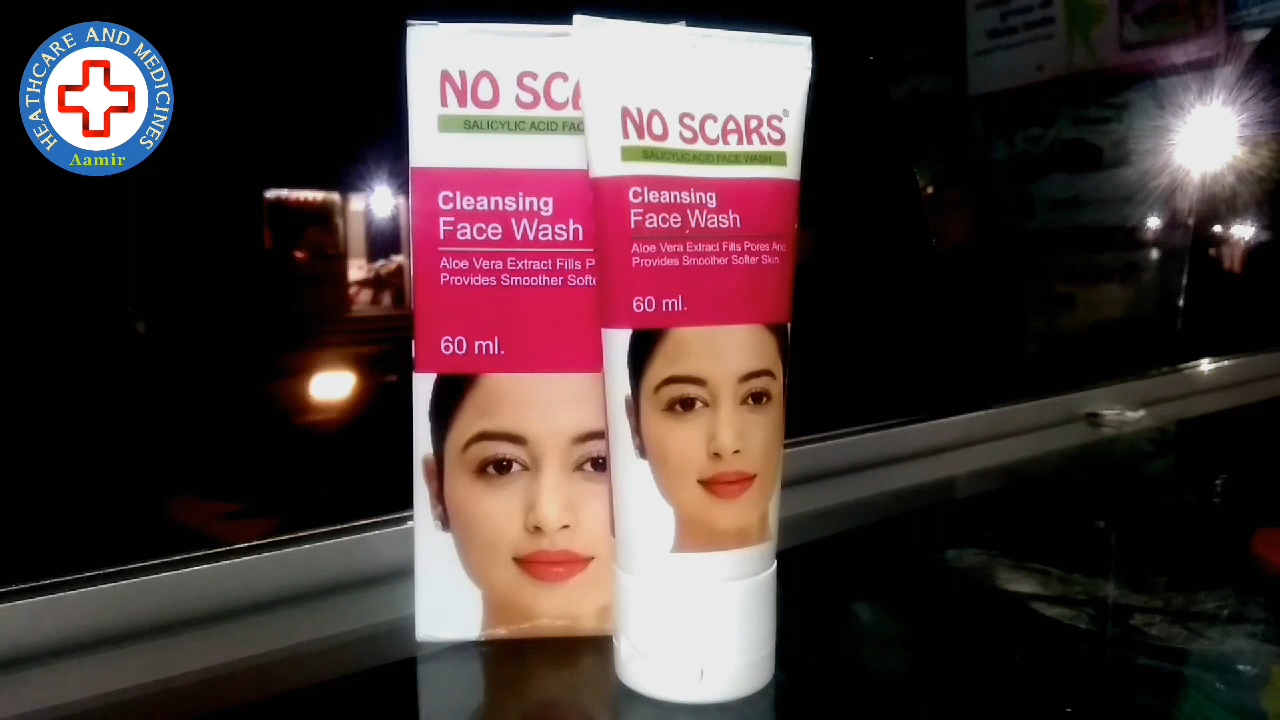 HEATHCARE AND MEDICINES
Aamir
NO SCA
SALICYLIC ACID FAC
Cleansing
Face Wash
Aloe Vera Extract Fills P
Provides Smoother Softe
60 ml.
NO SCARS®
SALICYLIC ACID FACE WASH
Cleansing
Face Wash
Aloe Vera Extract Fills Pores And
Provides Smoother Softer Skin
60 ml.